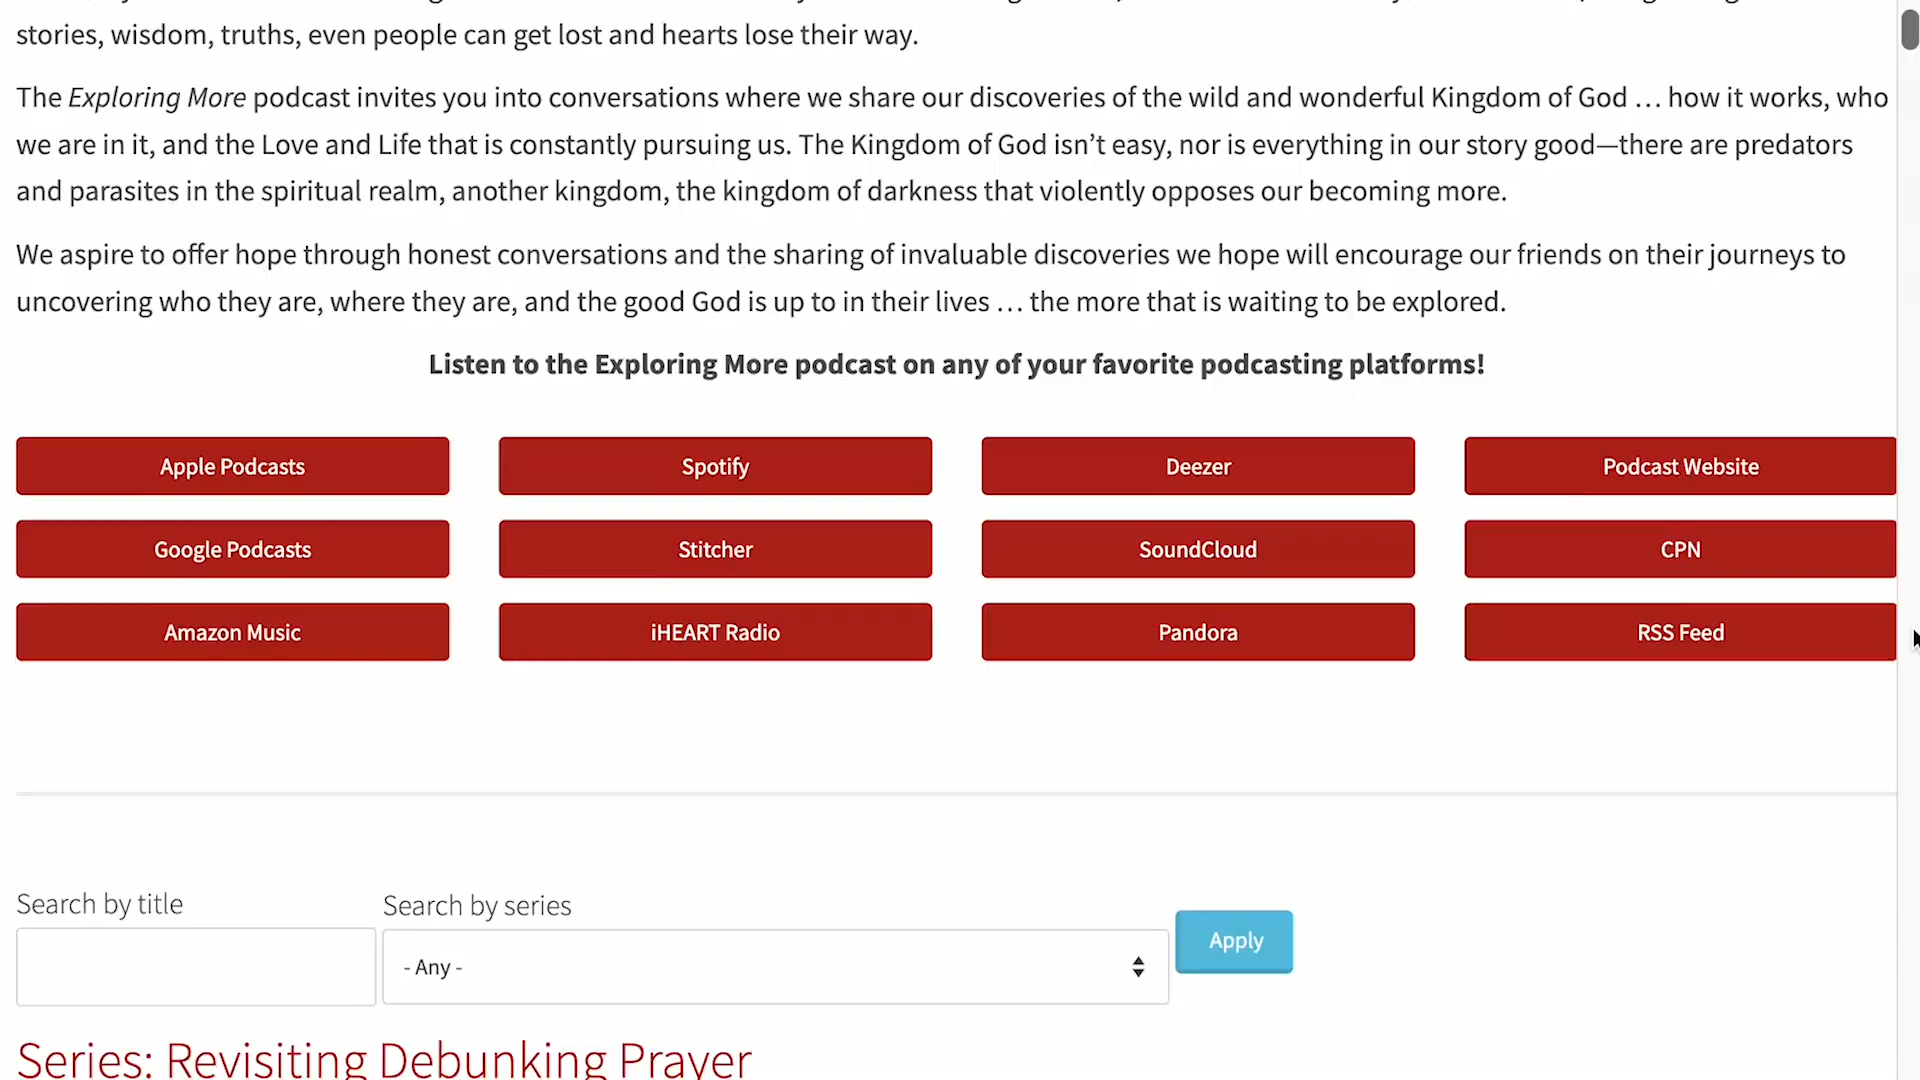 stories, wisdom, truths, even people can get lost and hearts lose their way.
The Exploring More podcast invites you into conversations where we share our discoveries of the wild and wonderful Kingdom of God … how it works, who
we are in it, and the Love and Life that is constantly pursuing us. The Kingdom of God isn’t easy, nor is everything in our story good—there are predators
and parasites in the spiritual realm, another kingdom, the kingdom of darkness that violently opposes our becoming more.
We aspire to offer hope through honest conversations and the sharing of invaluable discoveries we hope will encourage our friends on their journeys to
uncovering who they are, where they are, and the good God is up to in their lives … the more that is waiting to be explored.
Listen to the Exploring More podcast on any of your favorite podcasting platforms!
Apple Podcasts Spotify Deezer Podcast Website
Google Podcasts Stitcher SoundCloud CPN
Amazon Music iHEART Radio Pandora RSS Feed
Search by title Search by series
- Any - Apply
Series: Revisiting Debunking Prayer